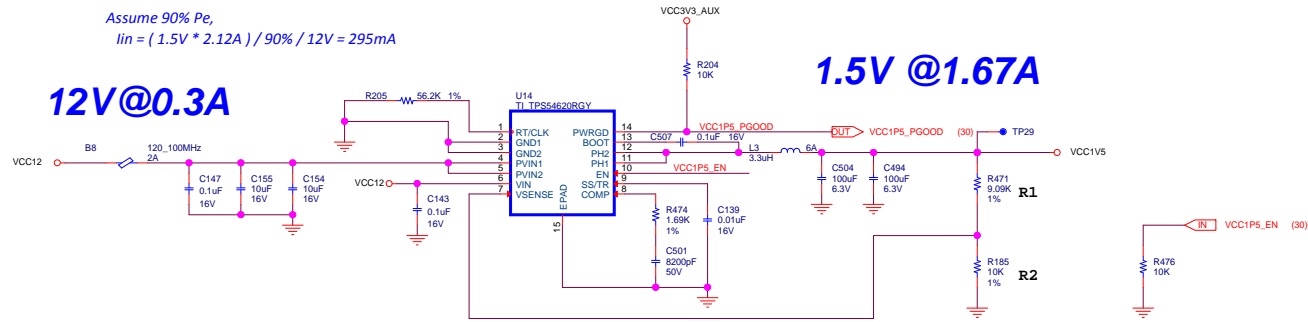 Assume 90% Pe,
Iin = ( 1.5V * 2.12A ) / 90% / 12V = 295mA
12V@0.3A
1.5V @1.67A
VCC3V3_AUX
R204
10K
R205
56.2K 1%
U14
TI_TPS54620RGY
1 RT/CLK
2 GND1
3 GND2
4 PVIN1
5 PVIN2
6 VIN
7 VSENSE
EPAD
15
PWRGD 14
BOOT 13
PH2 12
PH1 11
EN 10
SS/TR 9
COMP 8
VCC1P5_PGOOD
OUT
VCC1P5_PGOOD (30)
TP29
C507
0.1uF 16V
L3
3.3uH
6A
VCC1P5_EN
VCC1V5
B8
120_100MHz
2A
VCC12
C147
0.1uF
16V
C155
10uF
16V
C154
10uF
16V
VCC12
C143
0.1uF
16V
R474
1.69K
1%
C501
8200pF
50V
C139
0.01uF
16V
C504
100uF
6.3V
C494
100uF
6.3V
R471
9.09K
1%
R1
R185
10K
1%
R2
IN
VCC1P5_EN (30)
R476
10K